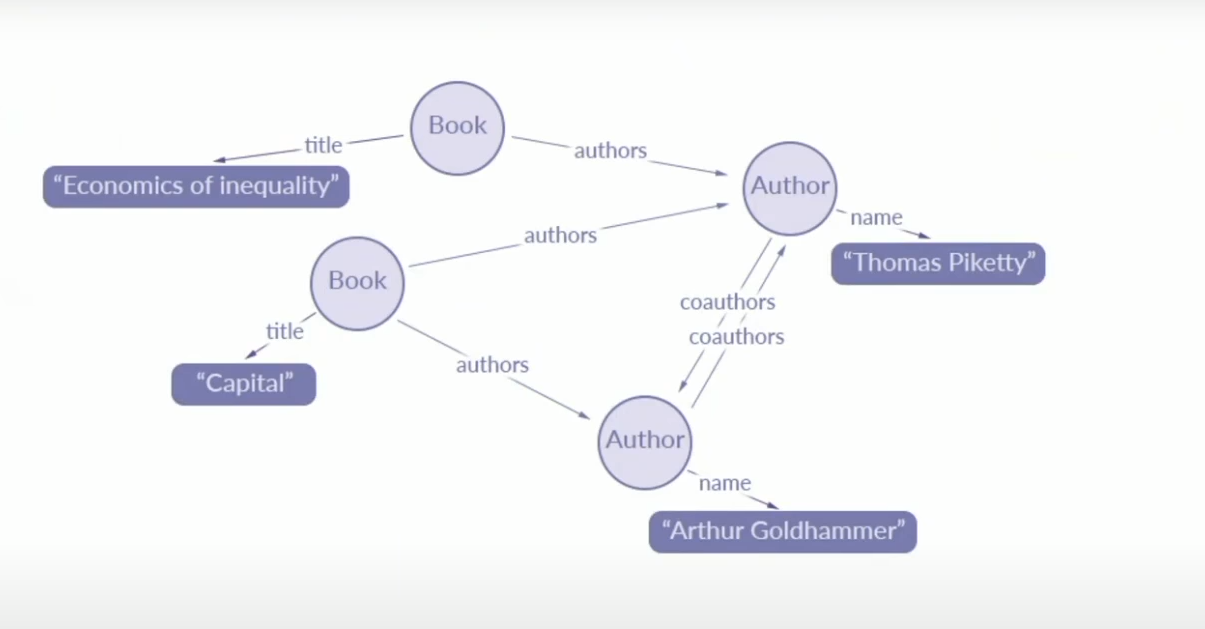 Book
title
authors
“Economics of inequality”
Author
name
authors
“Thomas Piketty”
Book
coauthors
title
coauthors
authors
“Capital”
Author
name
“Arthur Goldhammer”